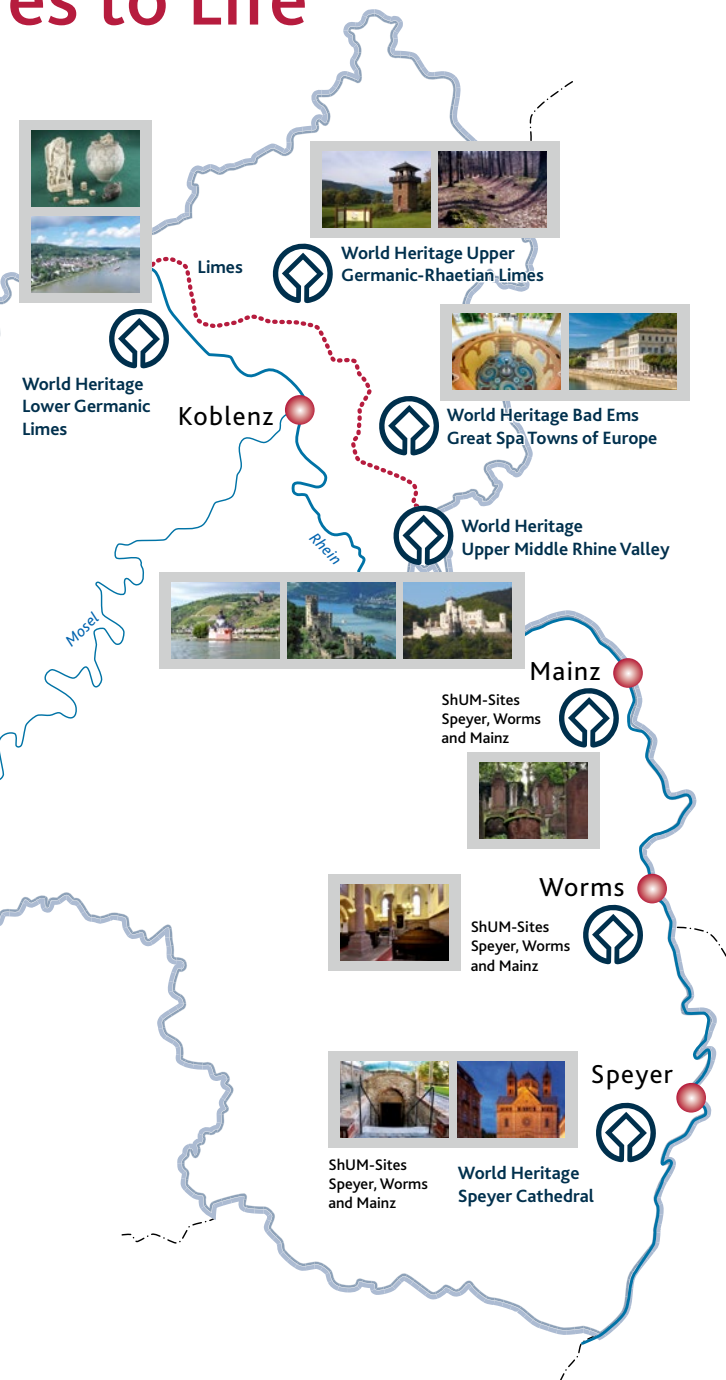 es to Life
Limes
World Heritage Upper
Germanic-Rhaetian Limes
World Heritage
Lower Germanic
Limes
Koblenz
World Heritage Bad Ems
Great Spa Towns of Europe
World Heritage
Upper Middle Rhine Valley
Rhein
Mosel
Mainz
ShUM-Sites
Speyer, Worms
and Mainz
Worms
ShUM-Sites
Speyer, Worms
and Mainz
Speyer
ShUM-Sites
Speyer, Worms
and Mainz
World Heritage
Speyer Cathedral